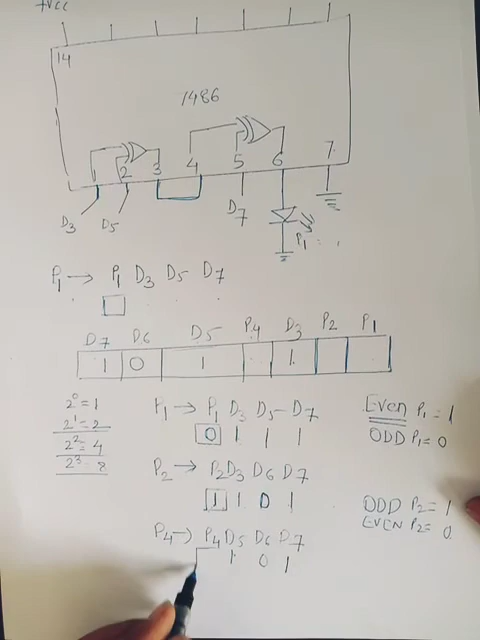 +Vcc
14
7486
1 2 3 4 5 6 7
D3 D5 D7
P1 :
P1 → P1 D3 D5 D7
D7 D6 D5 P4 D3 P2 P1
1 0 1 1
2⁰ = 1
2¹ = 2
2² = 4
2³ 8
P1 → P1 D3 D5 D7
0 1 1 1
Even P1 = 1
ODD P1 = 0
P2 → P2 D3 D6 D7
1 1 0 1
ODD P2 = 1
EVEN P2 = 0
P4 → P4 D5 D6 D7
1 0 1